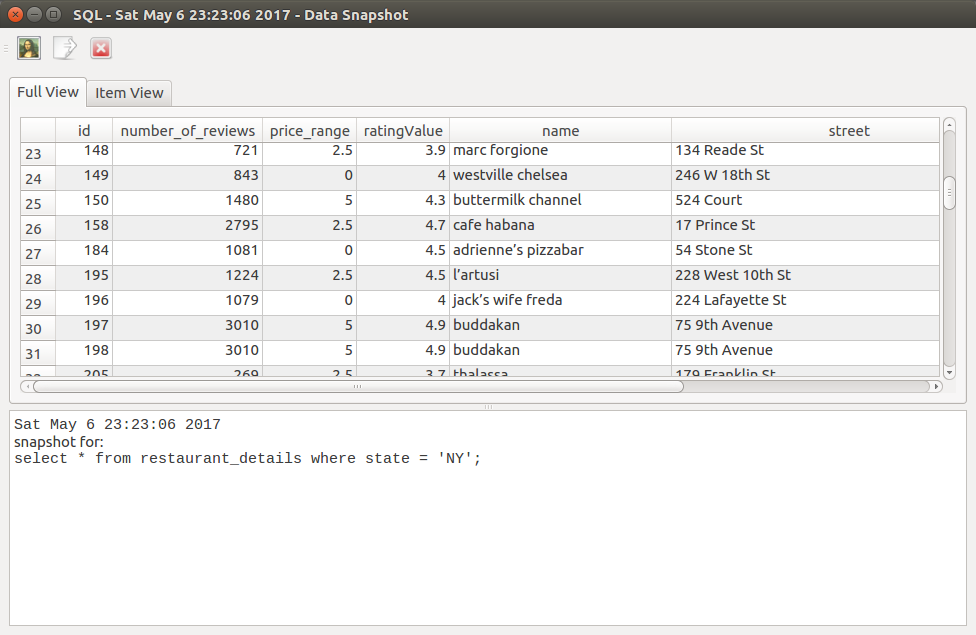 SQL - Sat May 6 23:23:06 2017 - Data Snapshot
Full View Item View
id number_of_reviews price_range ratingValue name street
23 148 721 2.5 3.9 marc forgione 134 Reade St
24 149 843 0 4 westville chelsea 246 W 18th St
25 150 1480 5 4.3 buttermilk channel 524 Court
26 158 2795 2.5 4.7 cafe habana 17 Prince St
27 184 1081 0 4.5 adrienne’s pizzabar 54 Stone St
28 195 1224 2.5 4.5 l’artusi 228 West 10th St
29 196 1079 0 4 jack’s wife freda 224 Lafayette St
30 197 3010 5 4.9 buddakan 75 9th Avenue
31 198 3010 5 4.9 buddakan 75 9th Avenue
205 269 2.5 3.7 thalassa 179 Franklin St
Sat May 6 23:23:06 2017
snapshot for:
select * from restaurant_details where state = 'NY';